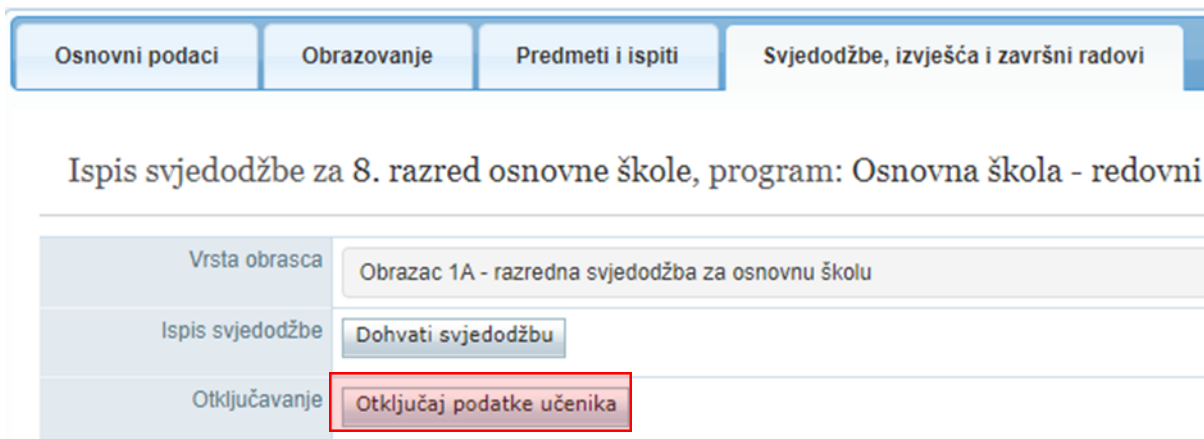 Osnovni podaci Obrazovanje Predmeti i ispiti Svjedodžbe, izvješća i završni radovi
Ispis svjedodžbe za 8. razred osnovne škole, program: Osnovna škola - redovni
Vrsta obrasca Obrazac 1A - razredna svjedodžba za osnovnu školu
Ispis svjedodžbe Dohvati svjedodžbu
Otključavanje Otključaj podatke učenika